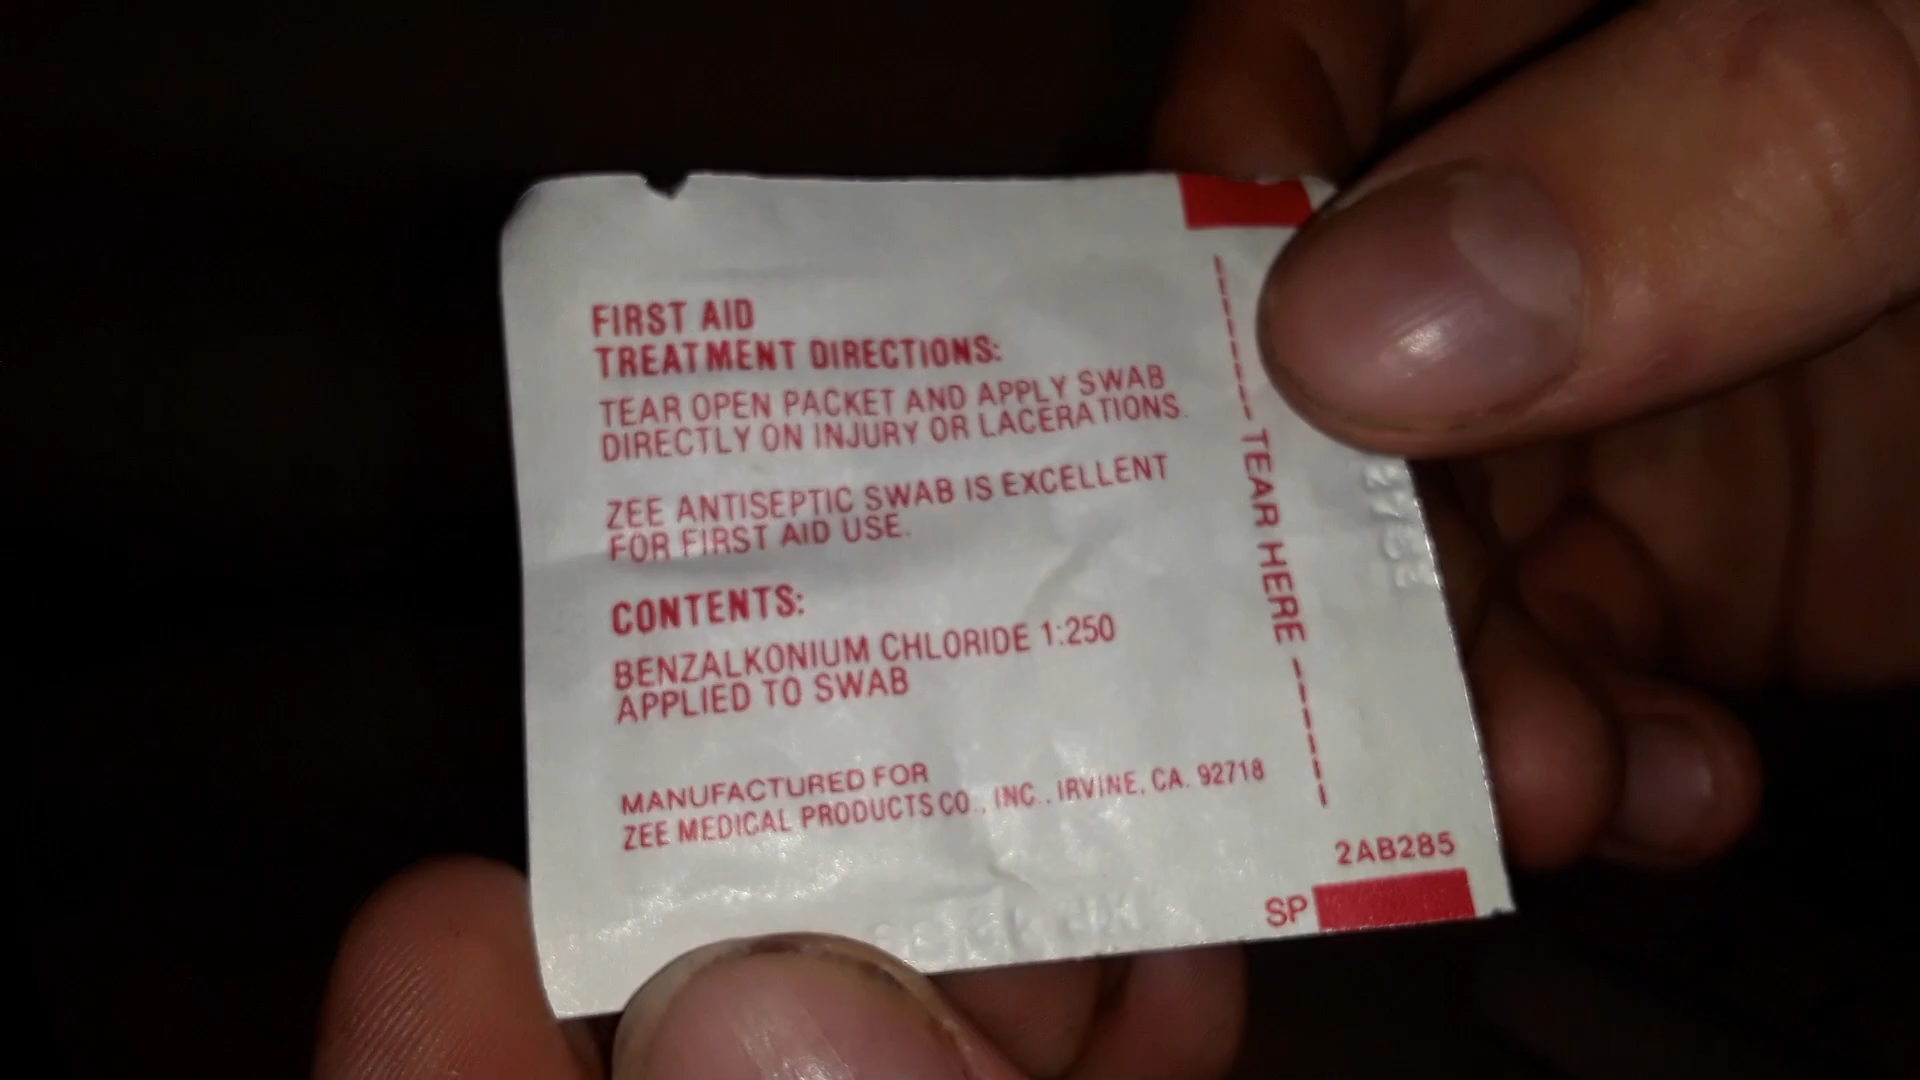 FIRST AID
TREATMENT DIRECTIONS:
TEAR OPEN PACKET AND APPLY SWAB
DIRECTLY ON INJURY OR LACERATIONS.
ZEE ANTISEPTIC SWAB IS EXCELLENT
FOR FIRST AID USE.
CONTENTS:
BENZALKONIUM CHLORIDE 1:250
APPLIED TO SWAB
MANUFACTURED FOR
ZEE MEDICAL PRODUCTS CO., INC., IRVINE, CA. 92718
TEAR HERE
2AB285
SP